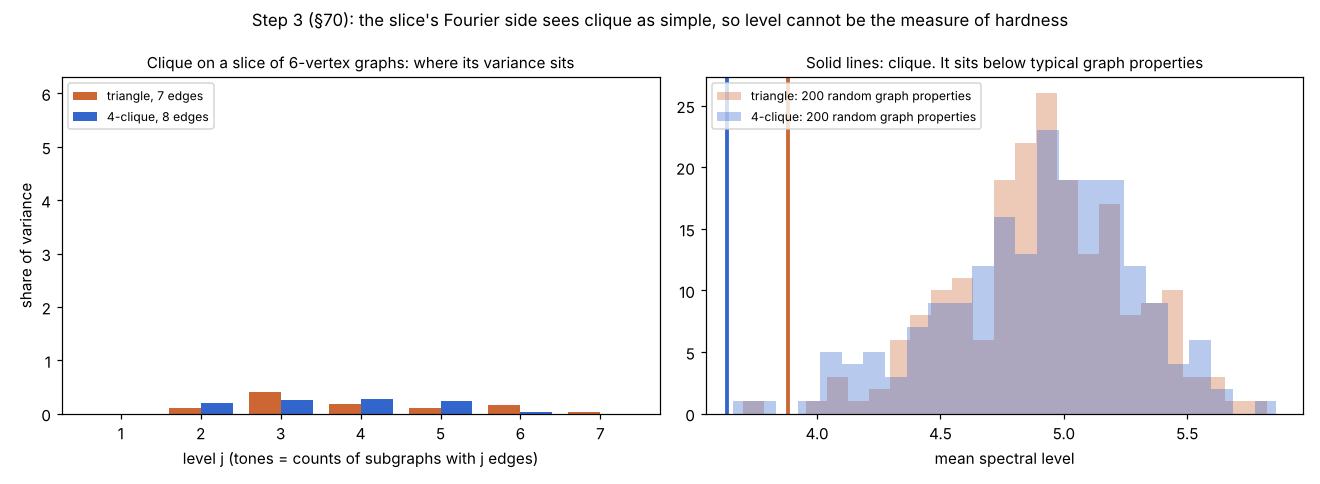 Step 3 (§70): the slice's Fourier side sees clique as simple, so level cannot be the measure of hardness
Clique on a slice of 6-vertex graphs: where its variance sits
triangle, 7 edges
4-clique, 8 edges
share of variance
6
5
4
3
2
1
0
1 2 3 4 5 6 7
level j (tones = counts of subgraphs with j edges)
Solid lines: clique. It sits below typical graph properties
triangle: 200 random graph properties
4-clique: 200 random graph properties
25
20
15
10
5
0
4.0 4.5 5.0 5.5
mean spectral level